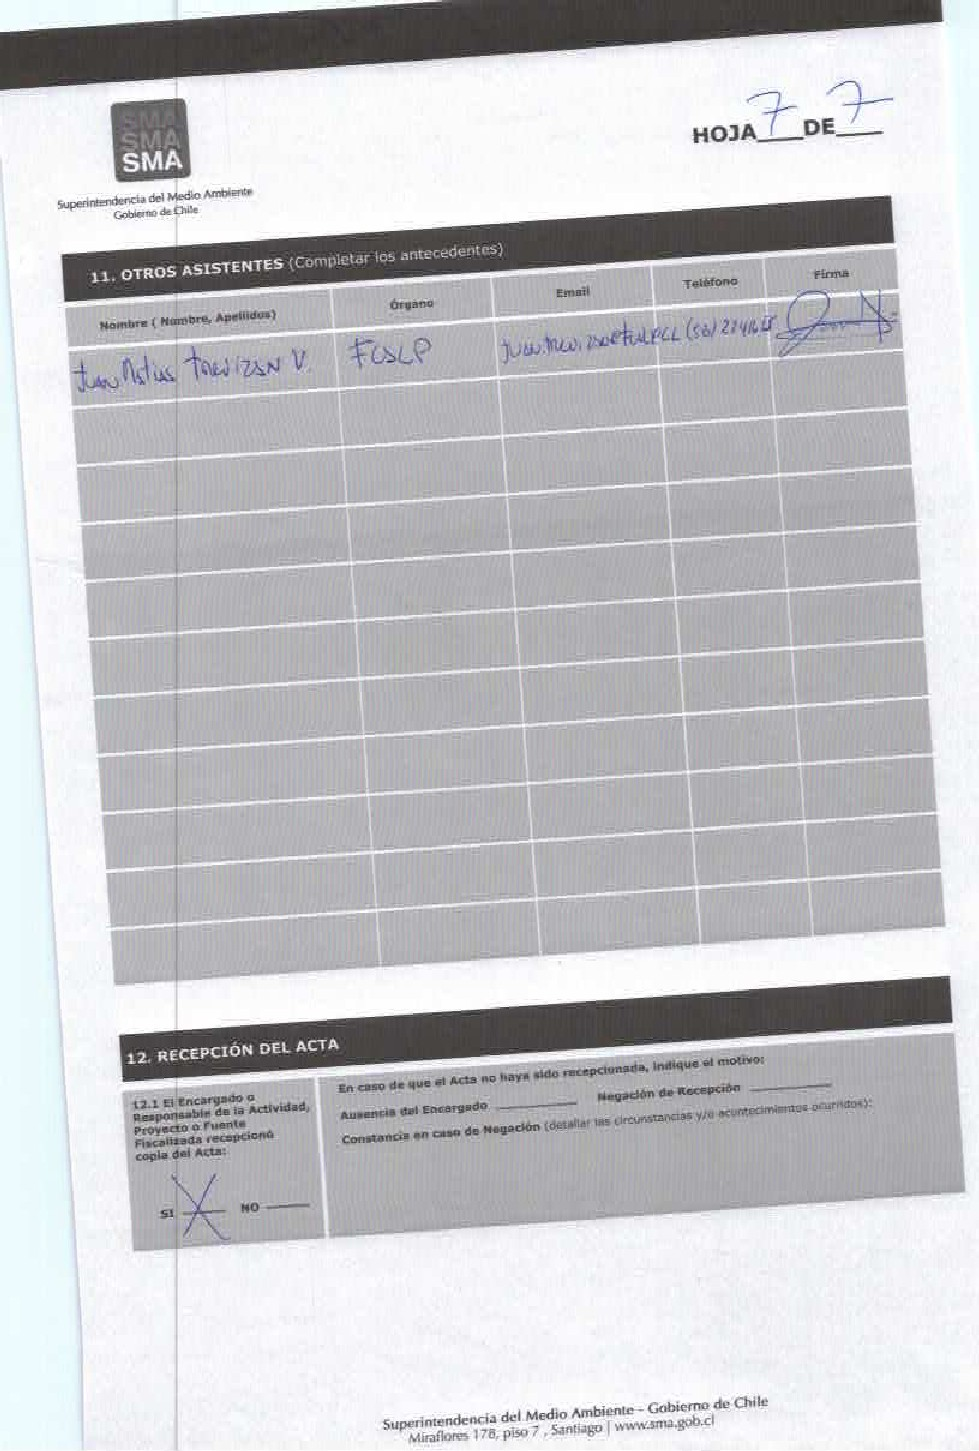 SMA
SMA
SMA
Superintendencia del Medio Ambiente
Gobierno de Chile
HOJA 7 DE 7
11. OTROS ASISTENTES (Completar los antecedentes)
Nombre ( Nombre, Apellidos) Órgano Email Teléfono Firma
Juan Trevizan V.
12. RECEPCIÓN DEL ACTA
12.1 El Encargado o
Responsable de la Actividad,
Proyecto o Fuente
Fiscalizada recepcionó
copia del Acta:
SI X NO
En caso de que el Acta no haya sido recepcionada, indique el motivo:
Ausencia del Encargado Negación de Recepción
Constancia en caso de Negación (detallar las circunstancias y/o acontecimientos ocurridos):
Superintendencia del Medio Ambiente - Gobierno de Chile
Miraflores 178, piso 7, Santiago | www.sma.gob.cl